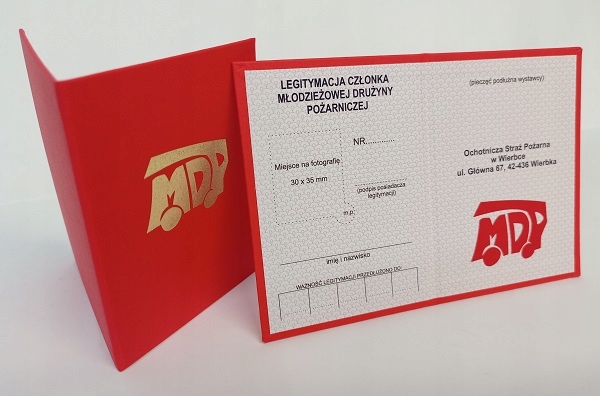 MDP
LEGITYMACJA CZŁONKA
MŁODZIEŻOWEJ DRUŻYNY
POŻARNICZEJ
NR.............
Miejsce na fotografię
30 x 35 mm
(podpis posiadacza
legitymacji)
m.p.
imię i nazwisko
WAŻNOŚĆ LEGITYMACJI PRZEDŁUŻONO DO:
(pieczęć podłużna wystawcy)
Ochotnicza Straż Pożarna
w Wierbce
ul. Główna 67, 42-436 Wierbka
MDP